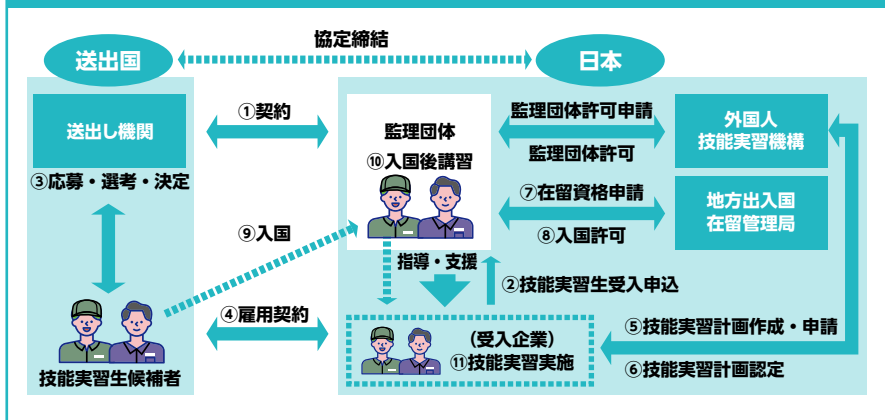 協定締結
送出国
日本
送出し機関
③応募・選考・決定
技能実習生候補者
①契約
⑨入国
④雇用契約
監理団体
⑩入国後講習
指導・支援
②技能実習生受入申込
(受入企業)
⑪技能実習実施
監理団体許可申請
監理団体許可
外国人
技能実習機構
⑦在留資格申請
⑧入国許可
地方出入国
在留管理局
⑤技能実習計画作成・申請
⑥技能実習計画認定